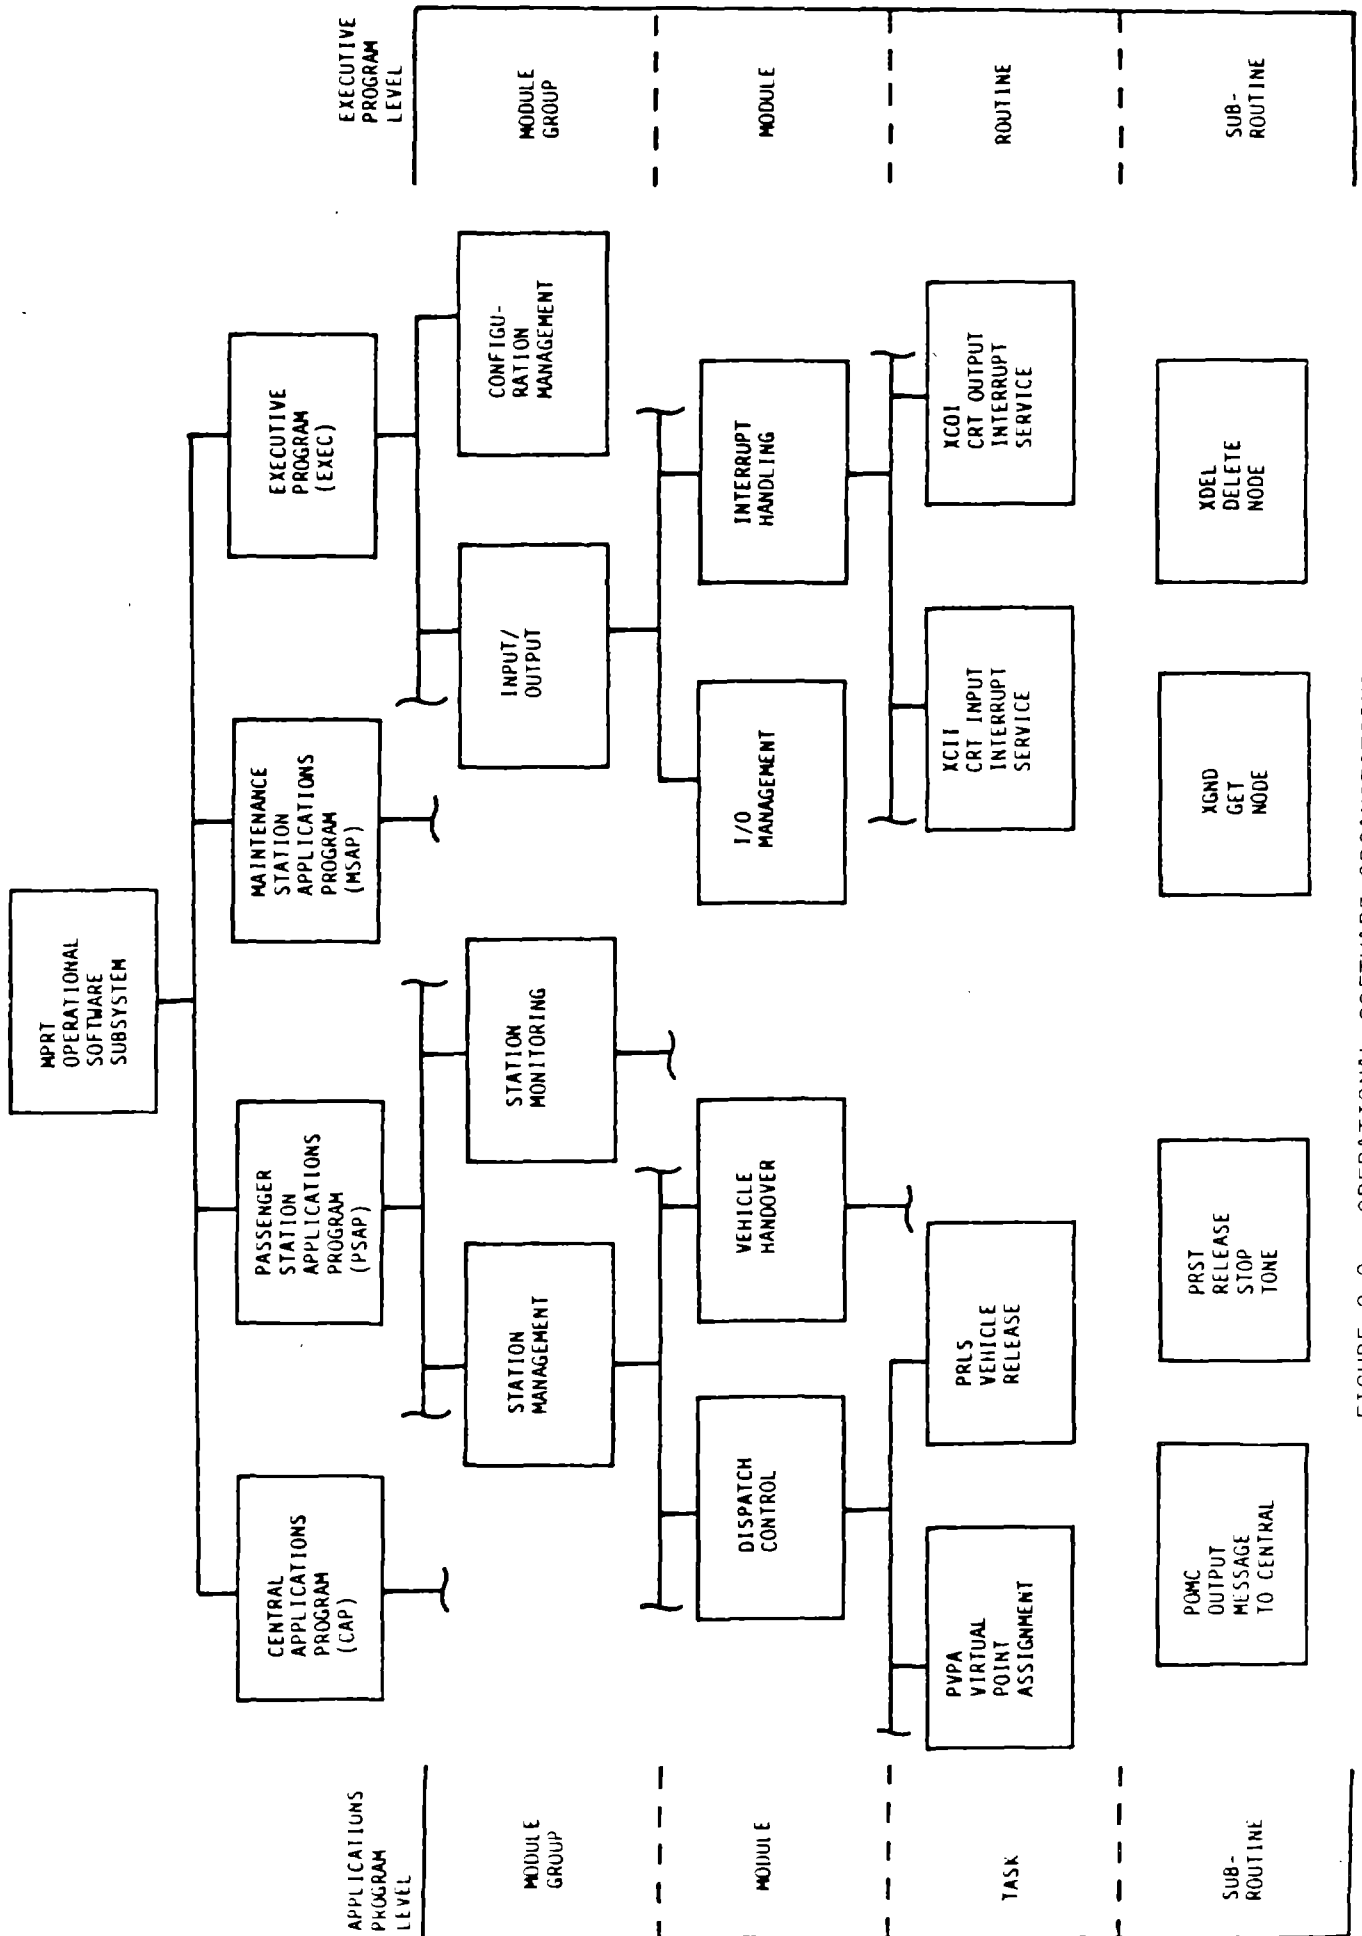 MPRT
OPERATIONAL
SOFTWARE
SUBSYSTEM
CENTRAL
APPLICATIONS
PROGRAM
(CAP)
PASSENGER
STATION
APPLICATIONS
PROGRAM
(PSAP)
MAINTENANCE
STATION
APPLICATIONS
PROGRAM
(MSAP)
EXECUTIVE
PROGRAM
(EXEC)
APPLICATIONS
PROGRAM
LEVEL
EXECUTIVE
PROGRAM
LEVEL
MODULE
GROUP
STATION
MANAGEMENT
STATION
MONITORING
INPUT/
OUTPUT
CONFIGU-
RATION
MANAGEMENT
MODULE
GROUP
MODULE
DISPATCH
CONTROL
VEHICLE
HANDOVER
I/O
MANAGEMENT
INTERRUPT
HANDLING
MODULE
TASK
PVPA
VIRTUAL
POINT
ASSIGNMENT
PRLS
VEHICLE
RELEASE
XCII
CRT INPUT
INTERRUPT
SERVICE
XCOI
CRT OUTPUT
INTERRUPT
SERVICE
ROUTINE
SUB-
ROUTINE
POMC
OUTPUT
MESSAGE
TO CENTRAL
PRST
RELEASE
STOP
TONE
XGND
GET
NODE
XDEL
DELETE
NODE
SUB-
ROUTINE